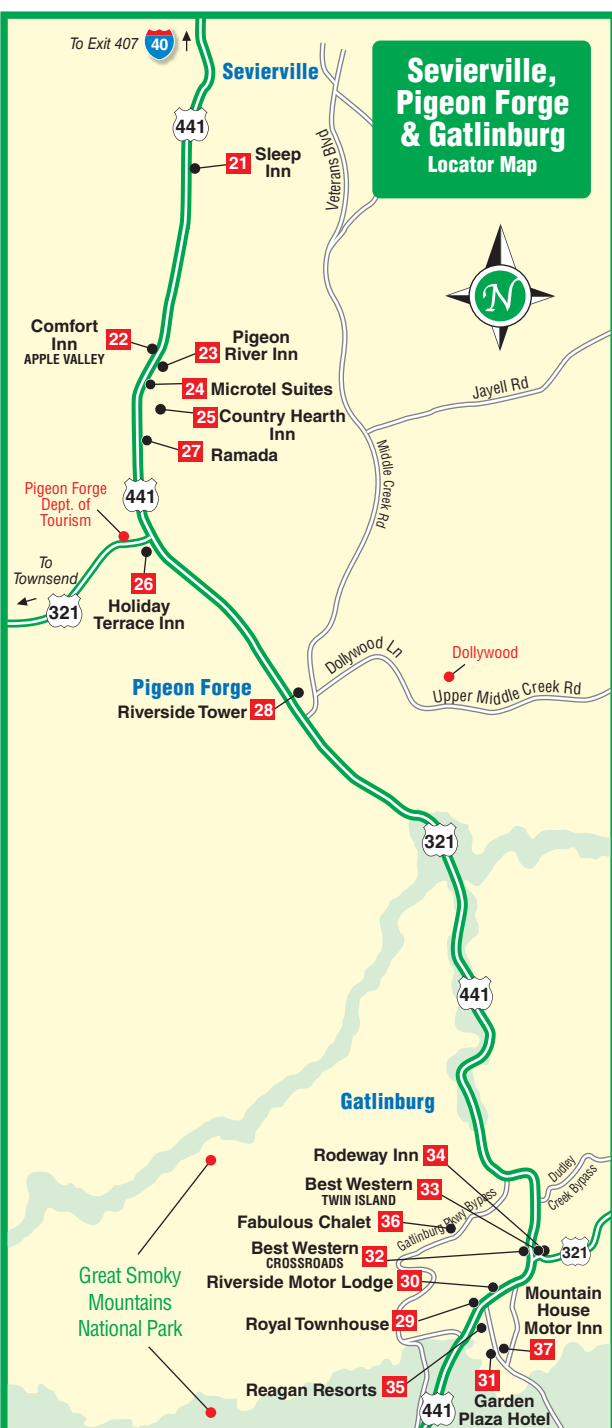 To Exit 407
40
Sevierville
Sevierville,
Pigeon Forge
& Gatlinburg
Locator Map
441
21 Sleep
Inn
Veterans Blvd
N
Comfort
Inn
APPLE VALLEY
22
23 Pigeon
River Inn
24 Microtel Suites
25 Country Hearth
Inn
27 Ramada
Jayell Rd
Middle Creek Rd
441
Pigeon Forge
Dept. of
Tourism
To
Townsend
321
26
Holiday
Terrace Inn
Dollywood Ln
Dollywood
Upper Middle Creek Rd
Pigeon Forge
Riverside Tower 28
321
441
Gatlinburg
Rodeway Inn 34
Best Western 33
TWIN ISLAND
Dudley
Creek Bypass
Fabulous Chalet 36
Gatlinburg Pkwy Bypass
Best Western 32
CROSSROADS
321
Riverside Motor Lodge 30
Royal Townhouse 29
Mountain
House
Motor Inn
37
Great Smoky
Mountains
National Park
Reagan Resorts 35
31
Garden
Plaza Hotel
441